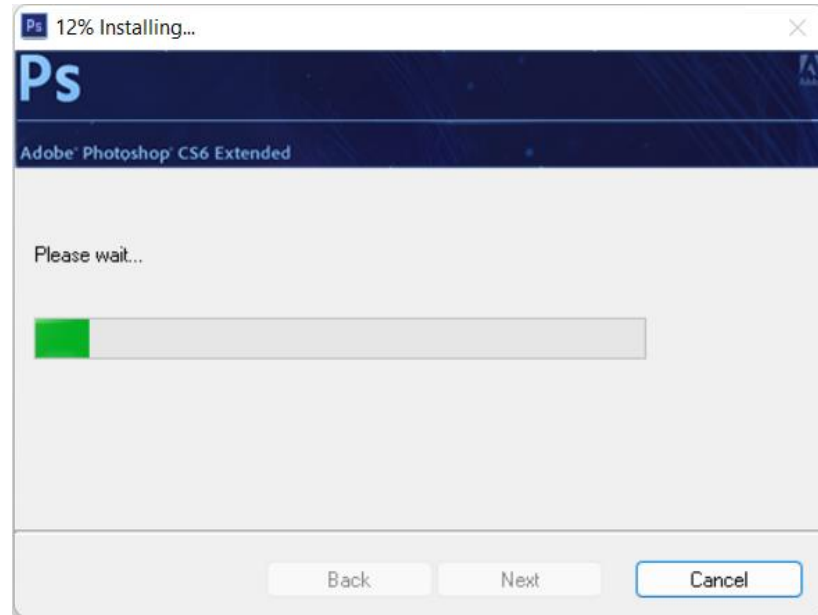 Ps 12% Installing...
Ps
Adobe® Photoshop® CS6 Extended
Please wait...
Back Next Cancel